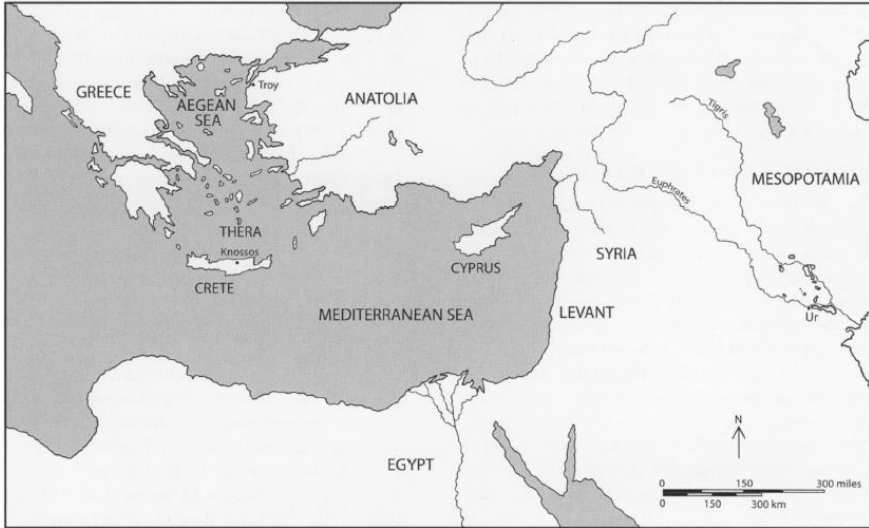 GREECE
AEGEAN
SEA
Troy
ANATOLIA
Tigris
MESOPOTAMIA
Euphrates
THERA
Knossos
CRETE
CYPRUS
SYRIA
MEDITERRANEAN SEA
LEVANT
Ur
EGYPT
N
0 150 300 miles
0 150 300 km